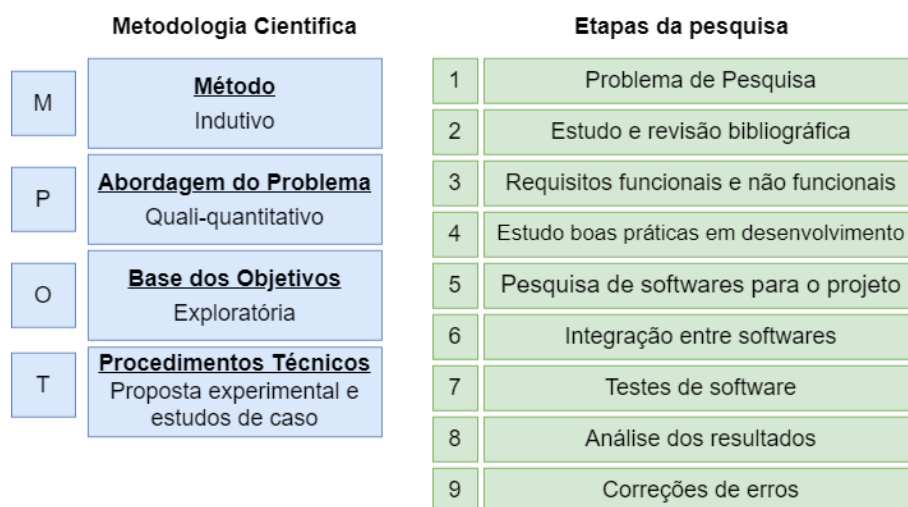 Metodologia Cientifica
M
Método
Indutivo
P
Abordagem do Problema
Quali-quantitativo
O
Base dos Objetivos
Exploratória
T
Procedimentos Técnicos
Proposta experimental e
estudos de caso
Etapas da pesquisa
1 Problema de Pesquisa
2 Estudo e revisão bibliográfica
3 Requisitos funcionais e não funcionais
4 Estudo boas práticas em desenvolvimento
5 Pesquisa de softwares para o projeto
6 Integração entre softwares
7 Testes de software
8 Análise dos resultados
9 Correções de erros